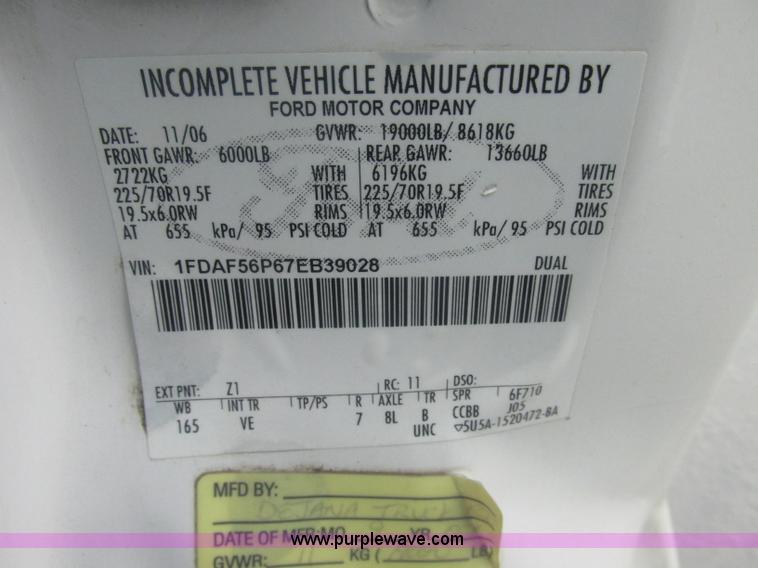 INCOMPLETE VEHICLE MANUFACTURED BY
FORD MOTOR COMPANY
DATE: 11/06 GVWR: 19000LB/ 8618KG
FRONT GAWR: 6000LB REAR GAWR: 13660LB
2722KG WITH 6196KG WITH
225/70R19.5F TIRES 225/70R19.5F TIRES
19.5x6.0RW RIMS 19.5x6.0RW RIMS
AT 655 kPa/ 95 PSI COLD AT 655 kPa/ 95 PSI COLD
VIN: 1FDAF56P67EB39028 DUAL
EXT PNT: Z1 RC: 11 DSO:
WB INT TR TP/PS R AXLE TR SPR 6F710
165 VE 7 8L B CCBB J05
UNC 5U5A-1520472-BA
MFD BY:
DEJANA TRUCK
DATE OF MFR: MO. YR
www.purplewave.com
GVWR: 11 KG ( LB)